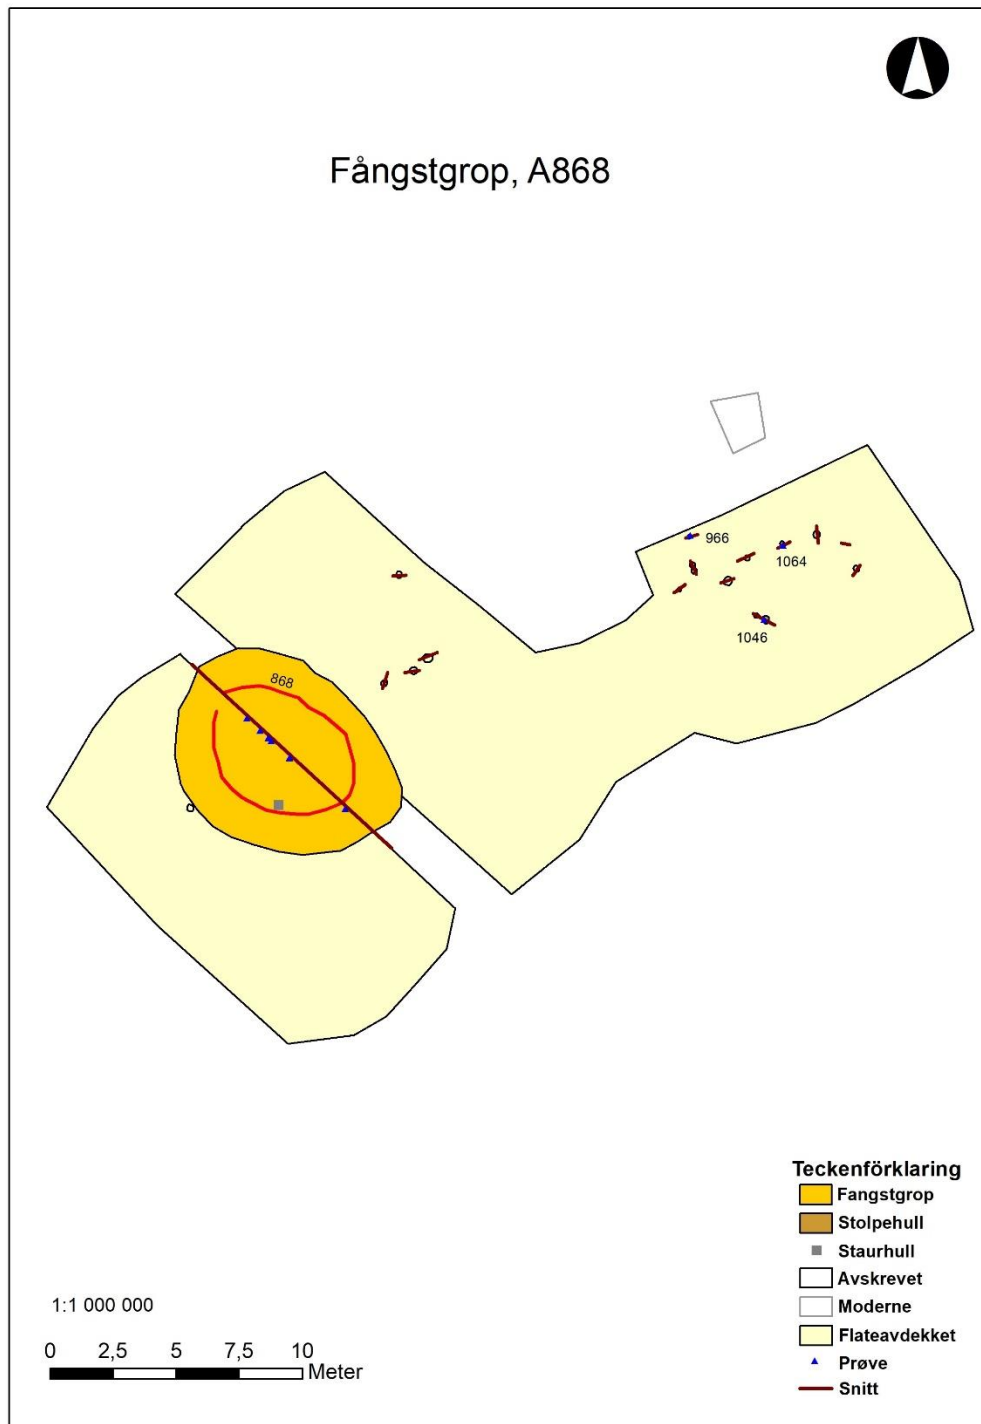 Fångstgrop, A868
966
1064
1046
868
Teckenförklaring
Fangstgrop
Stolpehull
Staurhull
Avskrevet
Moderne
Flateavdekket
Prøve
Snitt
1:1 000 000
0 2,5 5 7,5 10
Meter